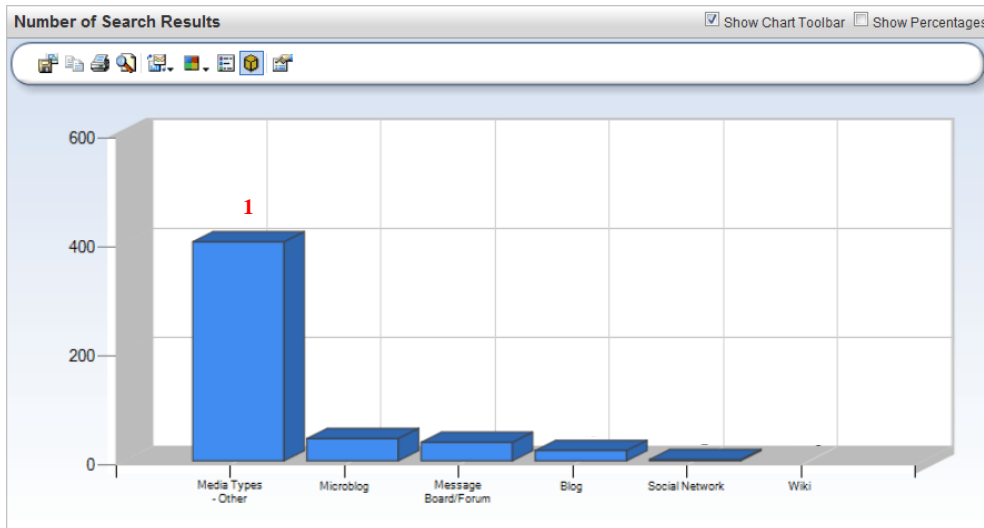 Number of Search Results
Show Chart Toolbar Show Percentages
600
1
400
200
0
Media Types
- Other
Microblog
Message
Board/Forum
Blog
Social Network
Wiki